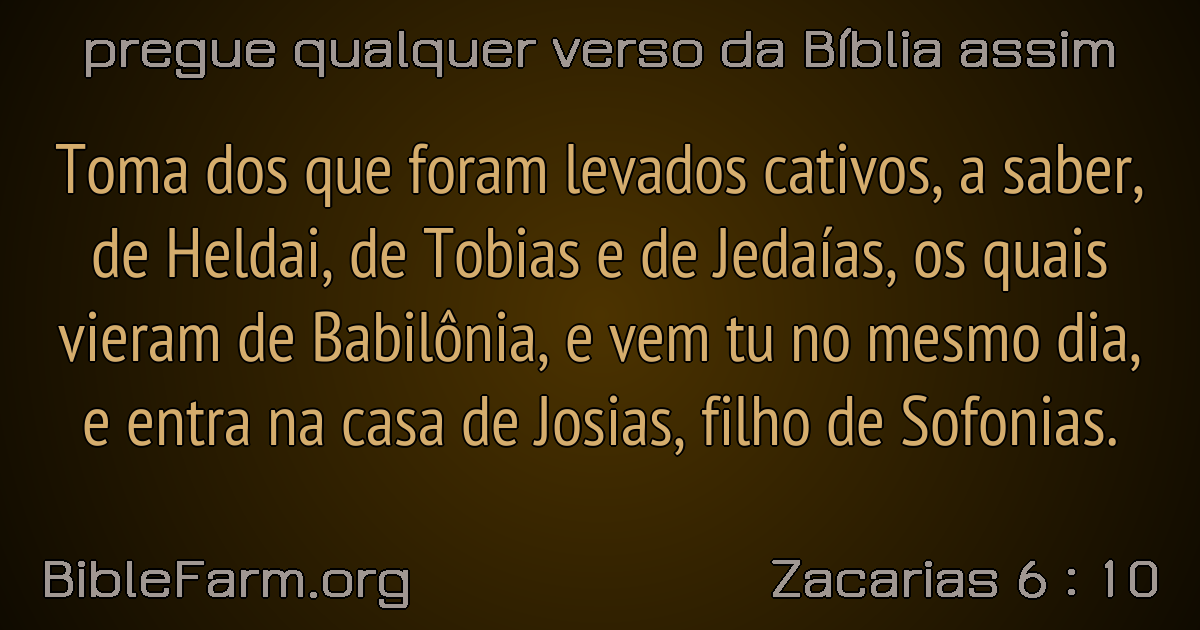 pregue qualquer verso da Bíblia assim
Toma dos que foram levados cativos, a saber,
de Heldai, de Tobias e de Jedaías, os quais
vieram de Babilônia, e vem tu no mesmo dia,
e entra na casa de Josias, filho de Sofonias.
BibleFarm.org
Zacarias 6 : 10